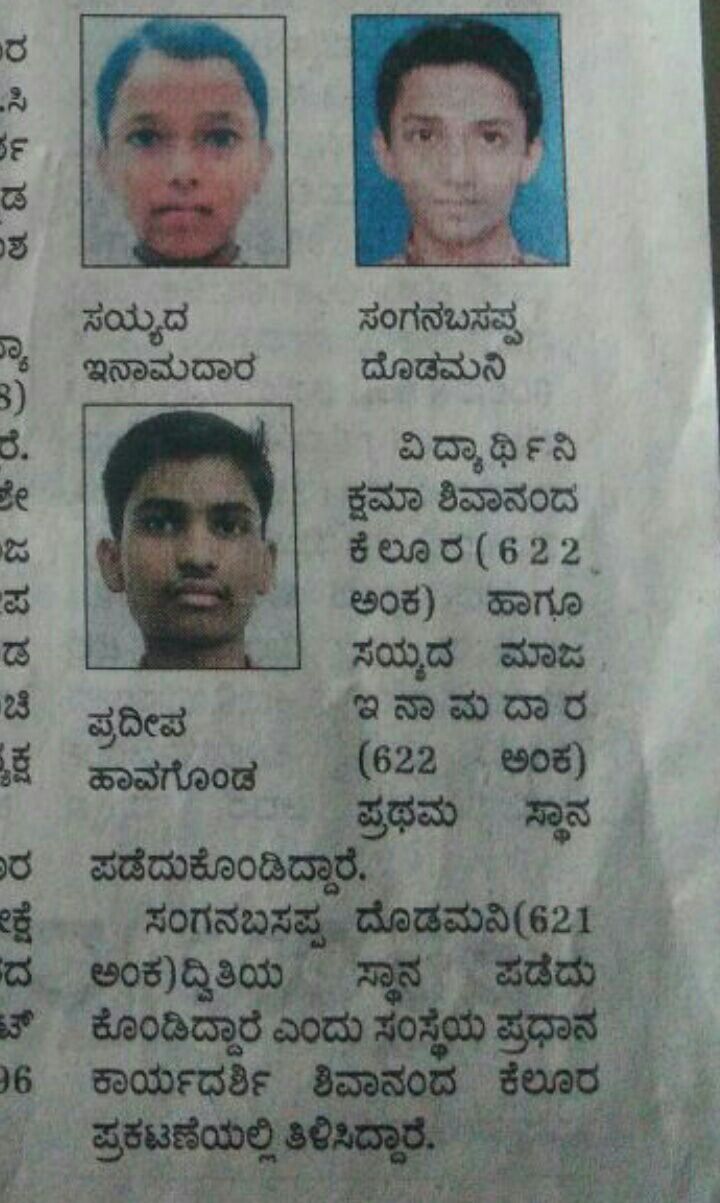 ಸಯ್ಯದ
ಇನಾಮದಾರ
ಸಂಗನಬಸಪ್ಪ
ದೊಡಮನಿ
ಪ್ರದೀಪ
ಹಾವಗೊಂಡ
ವಿದ್ಯಾರ್ಥಿನಿ
ಕ್ಷಮಾ ಶಿವಾನಂದ
ಕೆಲೂರ(622
ಅಂಕ) ಹಾಗೂ
ಸಯ್ಯದ ಮಾಜ
ಇನಾಮದಾರ
(622 ಅಂಕ)
ಪ್ರಥಮ ಸ್ಥಾನ
ಪಡೆದುಕೊಂಡಿದ್ದಾರೆ.
ಸಂಗನಬಸಪ್ಪ ದೊಡಮನಿ(621
ಅಂಕ)ದ್ವಿತಿಯ ಸ್ಥಾನ ಪಡೆದು
ಕೊಂಡಿದ್ದಾರೆ ಎಂದು ಸಂಸ್ಥೆಯ ಪ್ರಧಾನ
ಕಾರ್ಯದರ್ಶಿ ಶಿವಾನಂದ ಕೆಲೂರ
ಪ್ರಕಟಣೆಯಲ್ಲಿ ತಿಳಿಸಿದ್ದಾರೆ.